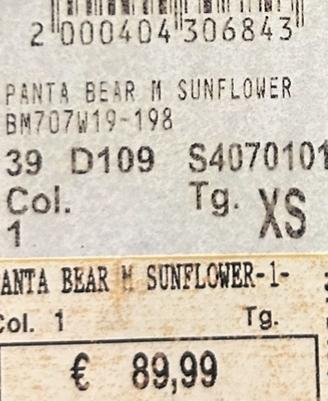 2 000404 306843
PANTA BEAR M SUNFLOWER
BM707W19-198
39 D109 S4070101
Col. Tg. XS
1
ANTA BEAR M SUNFLOWER-1-
Col. 1 Tg.
€ 89,99